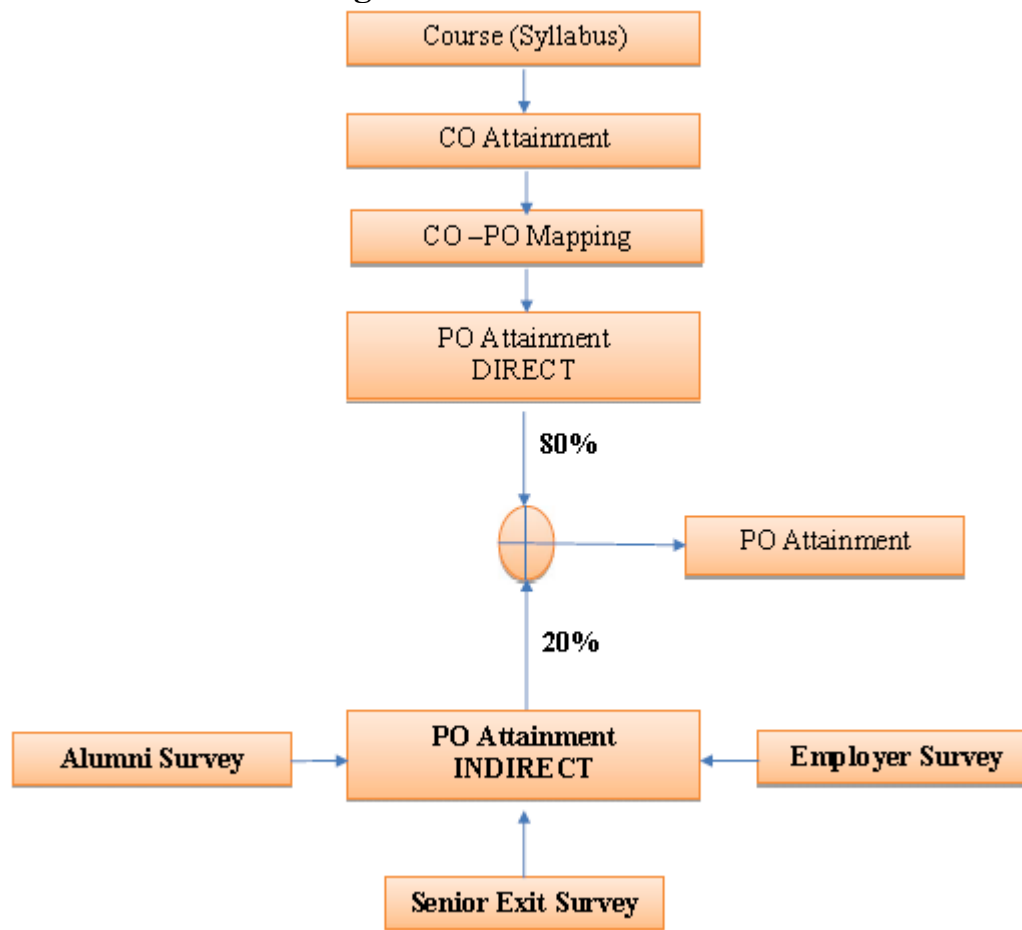 Course (Syllabus)
CO Attainment
CO –PO Mapping
PO Attainment
DIRECT
80%
PO Attainment
20%
PO Attainment
INDIRECT
Alumni Survey
Employer Survey
Senior Exit Survey